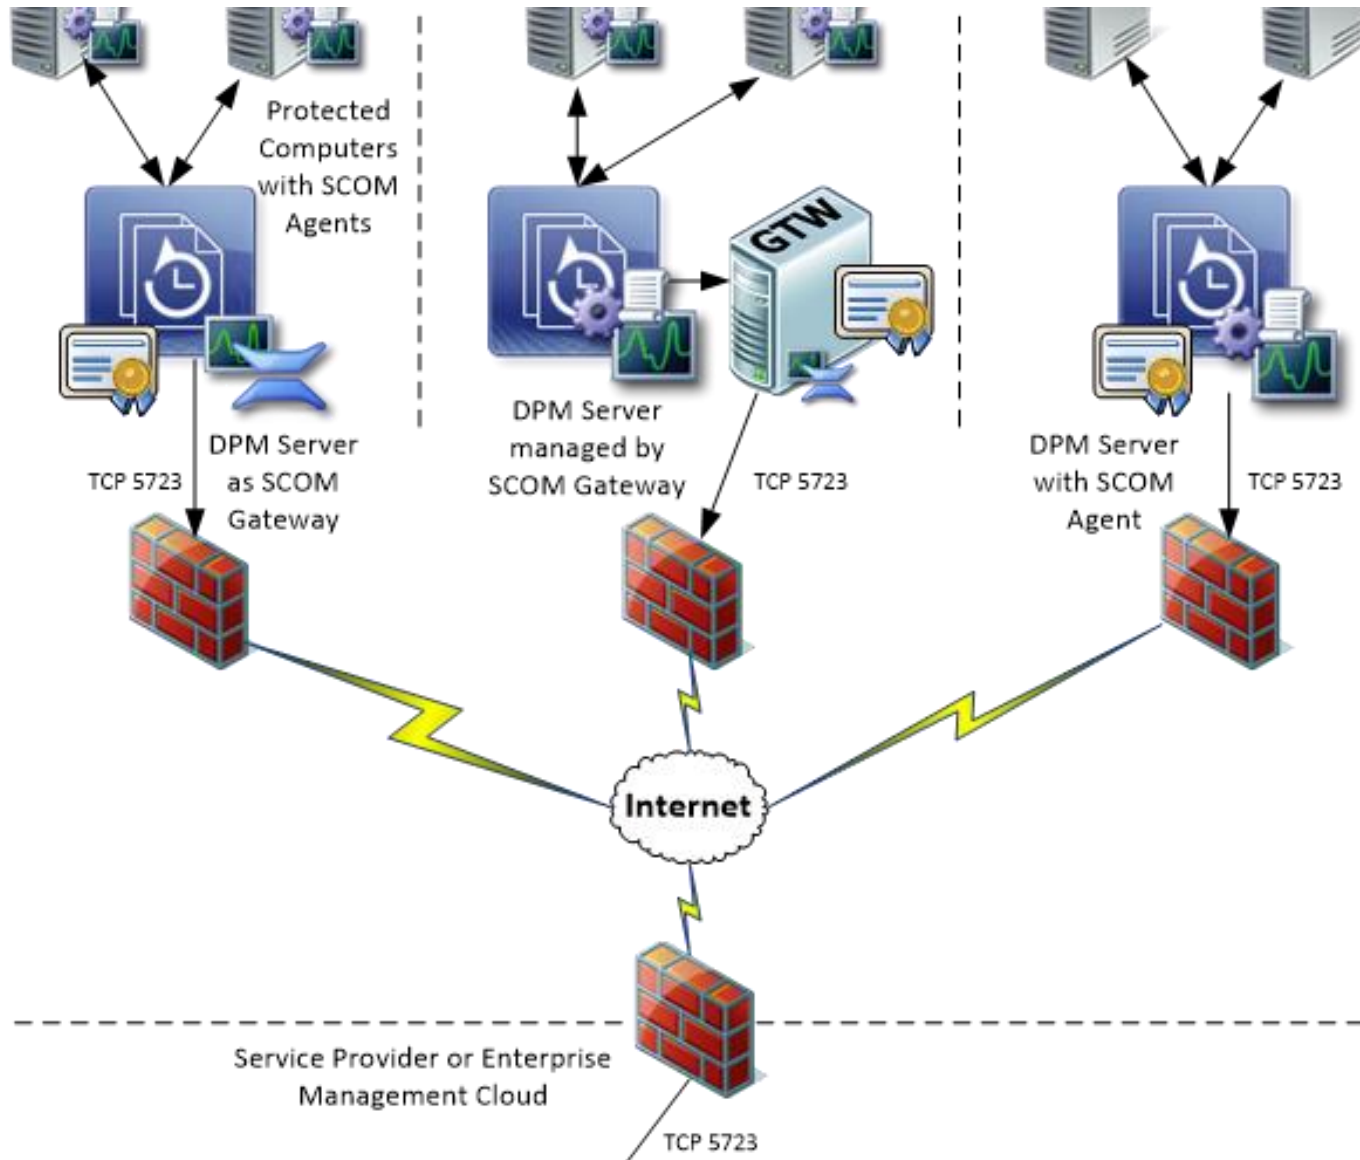 Protected
Computers
with SCOM
Agents
GTW
DPM Server
as SCOM
Gateway
TCP 5723
DPM Server
managed by
SCOM Gateway
TCP 5723
DPM Server
with SCOM
Agent
TCP 5723
Internet
Service Provider or Enterprise
Management Cloud
TCP 5723